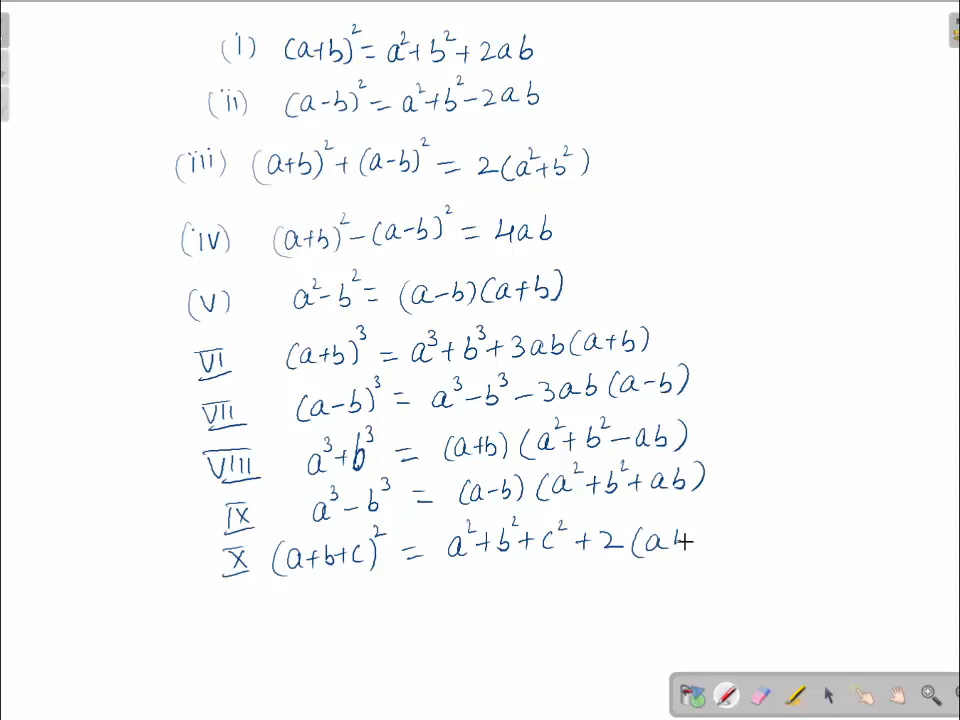 (i) (a+b)² = a²+b²+2ab
(ii) (a-b)² = a²+b²-2ab
(iii) (a+b)²+(a-b)² = 2(a²+b²)
(iv) (a+b)²-(a-b)² = 4ab
(v) a²-b² = (a-b)(a+b)
VI (a+b)³ = a³+b³+3ab(a+b)
VII (a-b)³ = a³-b³-3ab(a-b)
VIII a³+b³ = (a+b)(a²+b²-ab)
IX a³-b³ = (a-b)(a²+b²+ab)
X (a+b+c)² = a²+b²+c²+2(a